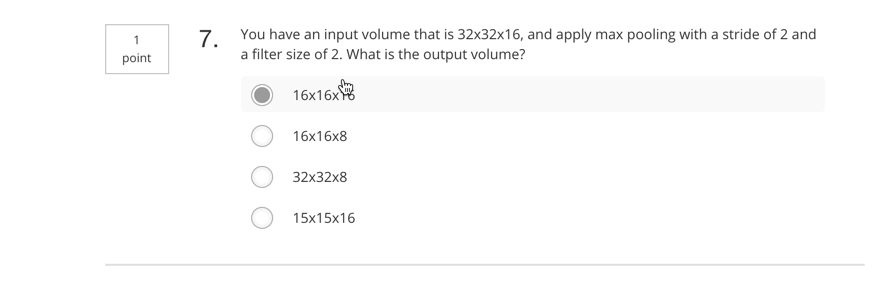 1
point
7.
You have an input volume that is 32x32x16, and apply max pooling with a stride of 2 and
a filter size of 2. What is the output volume?
16x16x16
16x16x8
32x32x8
15x15x16